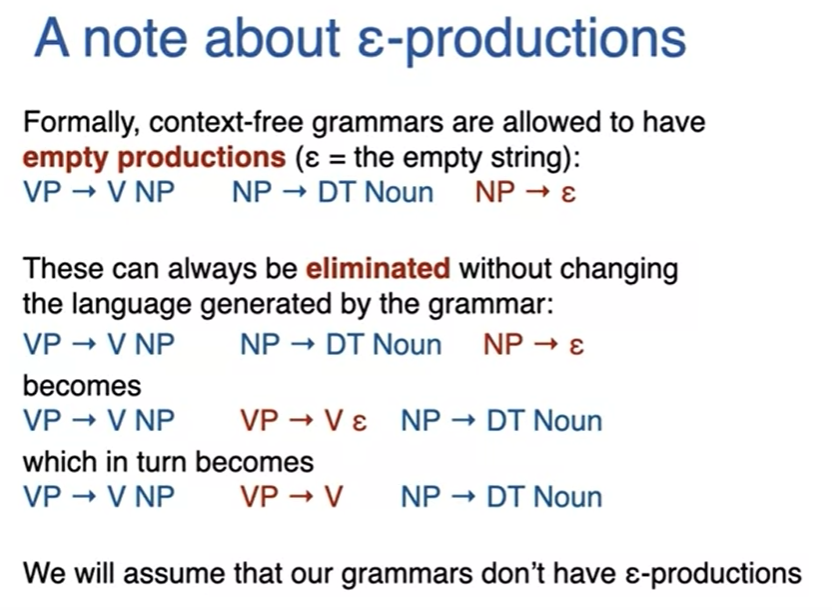 A note about ε-productions
Formally, context-free grammars are allowed to have
empty productions (ε = the empty string):
VP → V NP NP → DT Noun NP → ε
These can always be eliminated without changing
the language generated by the grammar:
VP → V NP NP → DT Noun NP → ε
becomes
VP → V NP VP → V ε NP → DT Noun
which in turn becomes
VP → V NP VP → V NP → DT Noun
We will assume that our grammars don’t have ε-productions